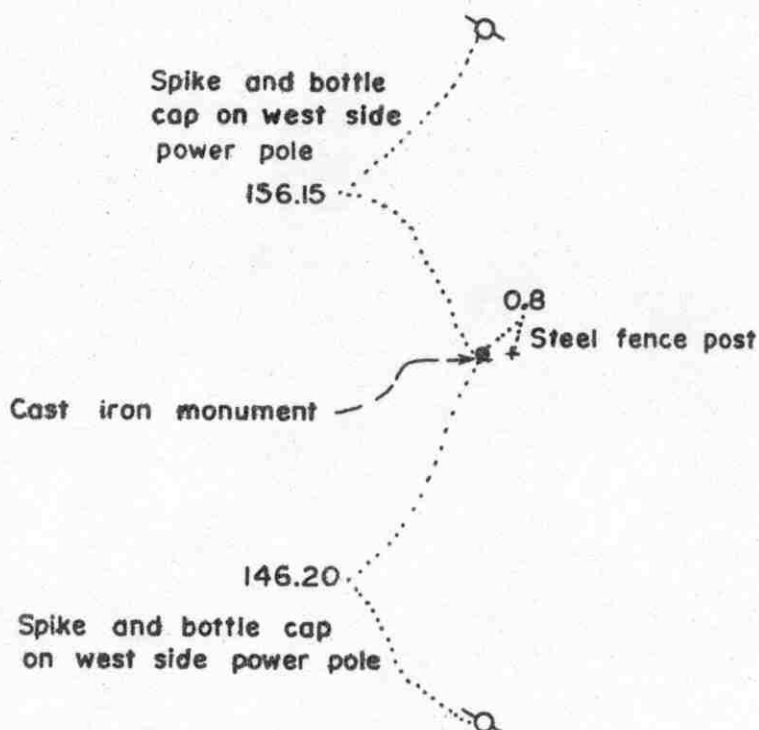 Spike and bottle
cap on west side
power pole
156.15
0.8
Steel fence post
Cast iron monument
146.20
Spike and bottle cap
on west side power pole